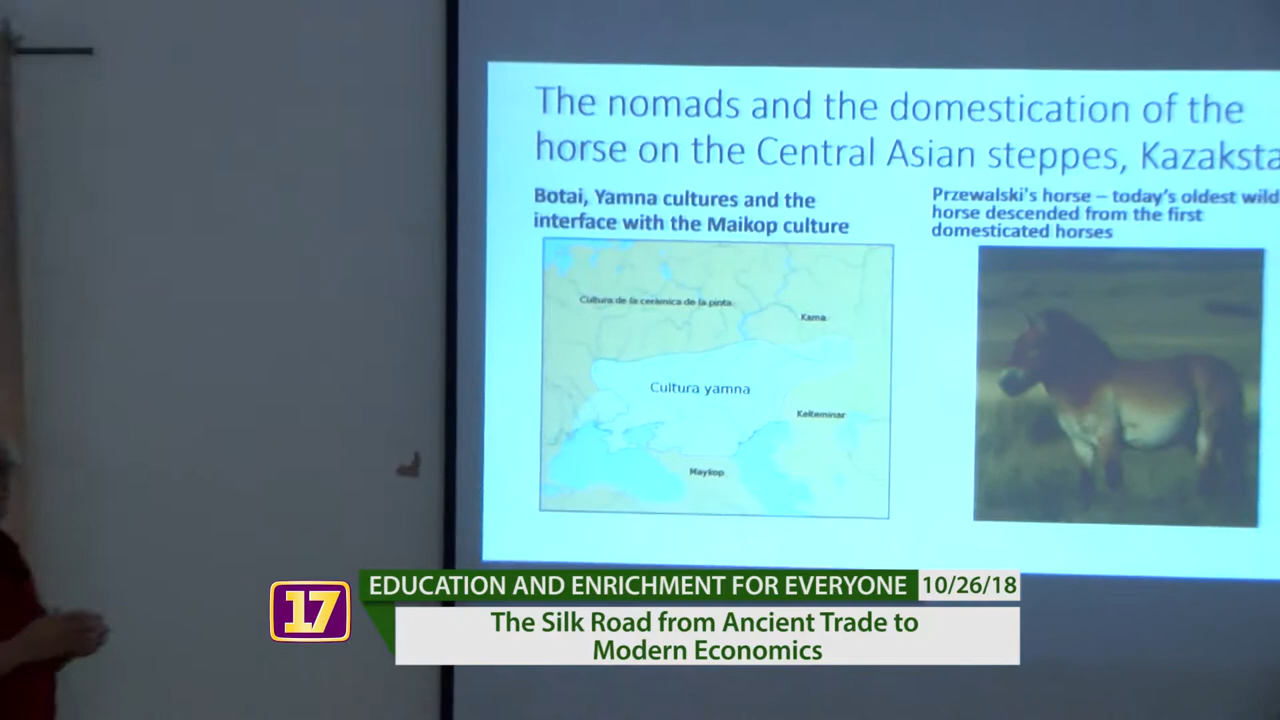 The nomads and the domestication of the
horse on the Central Asian steppes, Kazaksta
Botai, Yamna cultures and the
interface with the Maikop culture
Przewalski's horse – today's oldest wild
horse descended from the first
domesticated horses
Cultura de la ceràmica de la pinta
Kama
Cultura yamna
Kelteminar
Maykop
17
EDUCATION AND ENRICHMENT FOR EVERYONE
10/26/18
The Silk Road from Ancient Trade to
Modern Economics